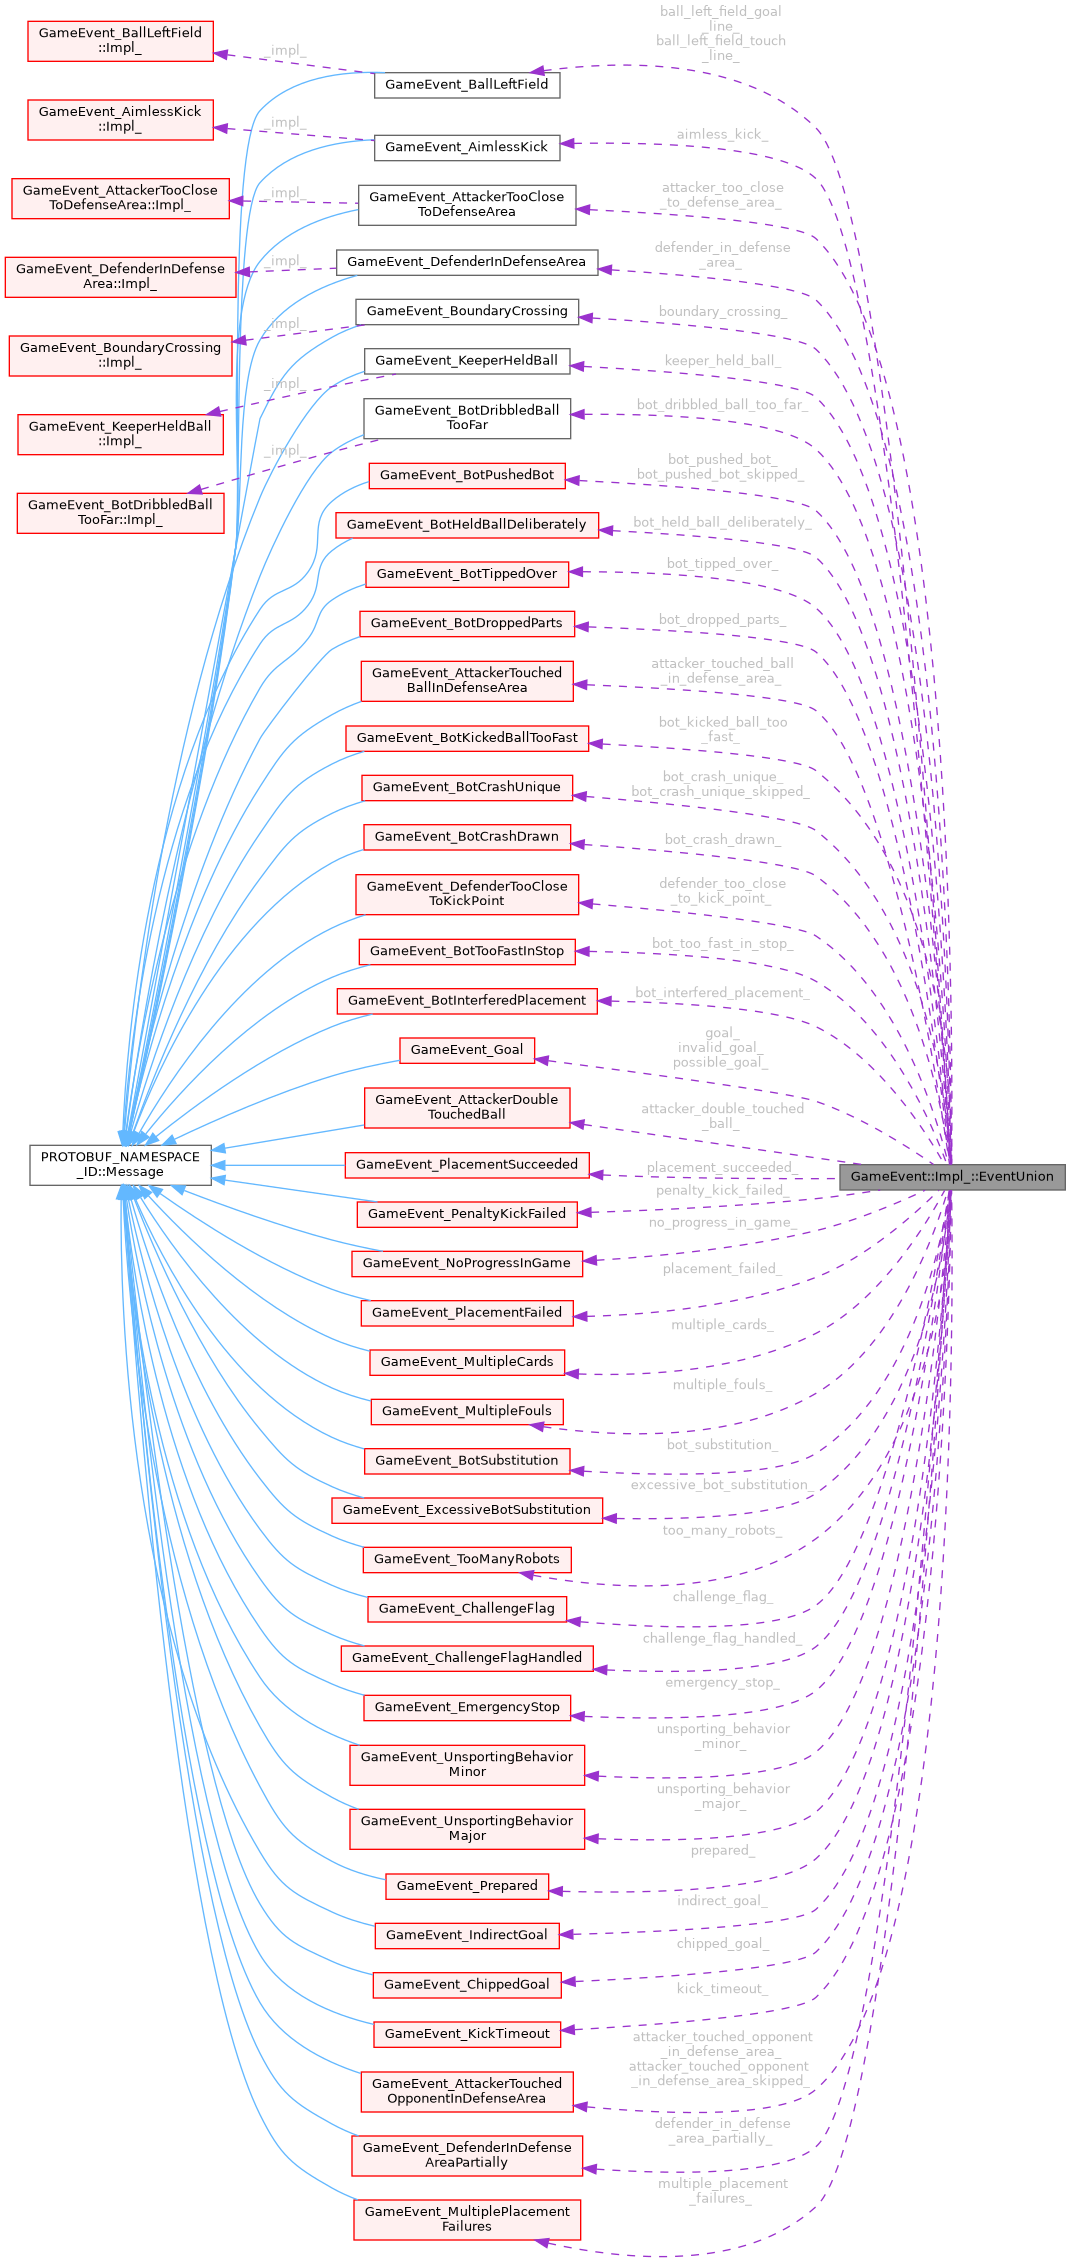 ball_left_field_goal
_line_
ball_left_field_touch
_line_
GameEvent_BallLeftField
::Impl_
_impl_
GameEvent_BallLeftField
GameEvent_AimlessKick
::Impl_
_impl_
GameEvent_AimlessKick
aimless_kick_
GameEvent_AttackerTooClose
ToDefenseArea::Impl_
_impl_
GameEvent_AttackerTooClose
ToDefenseArea
attacker_too_close
_to_defense_area_
GameEvent_DefenderInDefense
Area::Impl_
_impl_
GameEvent_DefenderInDefenseArea
defender_in_defense
_area_
GameEvent_BoundaryCrossing
::Impl_
_impl_
GameEvent_BoundaryCrossing
boundary_crossing_
GameEvent_KeeperHeldBall
::Impl_
_impl_
GameEvent_KeeperHeldBall
keeper_held_ball_
GameEvent_BotDribbledBall
TooFar::Impl_
_impl_
GameEvent_BotDribbledBall
TooFar
bot_dribbled_ball_too_far_
GameEvent_BotPushedBot
bot_pushed_bot_
bot_pushed_bot_skipped_
GameEvent_BotHeldBallDeliberately
bot_held_ball_deliberately_
GameEvent_BotTippedOver
bot_tipped_over_
GameEvent_BotDroppedParts
bot_dropped_parts_
GameEvent_AttackerTouched
BallInDefenseArea
attacker_touched_ball
_in_defense_area_
GameEvent_BotKickedBallTooFast
bot_kicked_ball_too
_fast_
GameEvent_BotCrashUnique
bot_crash_unique_
bot_crash_unique_skipped_
GameEvent_BotCrashDrawn
bot_crash_drawn_
GameEvent_DefenderTooClose
ToKickPoint
defender_too_close
_to_kick_point_
GameEvent_BotTooFastInStop
bot_too_fast_in_stop_
GameEvent_BotInterferedPlacement
bot_interfered_placement_
GameEvent_Goal
goal_
invalid_goal_
possible_goal_
GameEvent_AttackerDouble
TouchedBall
attacker_double_touched
_ball_
PROTOBUF_NAMESPACE
_ID::Message
GameEvent_PlacementSucceeded
placement_succeeded_
GameEvent::Impl_::EventUnion
GameEvent_PenaltyKickFailed
penalty_kick_failed_
GameEvent_NoProgressInGame
no_progress_in_game_
GameEvent_PlacementFailed
placement_failed_
GameEvent_MultipleCards
multiple_cards_
GameEvent_MultipleFouls
multiple_fouls_
GameEvent_BotSubstitution
bot_substitution_
GameEvent_ExcessiveBotSubstitution
excessive_bot_substitution_
GameEvent_TooManyRobots
too_many_robots_
GameEvent_ChallengeFlag
challenge_flag_
GameEvent_ChallengeFlagHandled
challenge_flag_handled_
GameEvent_EmergencyStop
emergency_stop_
GameEvent_UnsportingBehavior
Minor
unsporting_behavior
_minor_
GameEvent_UnsportingBehavior
Major
unsporting_behavior
_major_
GameEvent_Prepared
prepared_
GameEvent_IndirectGoal
indirect_goal_
GameEvent_ChippedGoal
chipped_goal_
GameEvent_KickTimeout
kick_timeout_
GameEvent_AttackerTouched
OpponentInDefenseArea
attacker_touched_opponent
_in_defense_area_
attacker_touched_opponent
_in_defense_area_skipped_
GameEvent_DefenderInDefense
AreaPartially
defender_in_defense
_area_partially_
GameEvent_MultiplePlacement
Failures
multiple_placement
_failures_